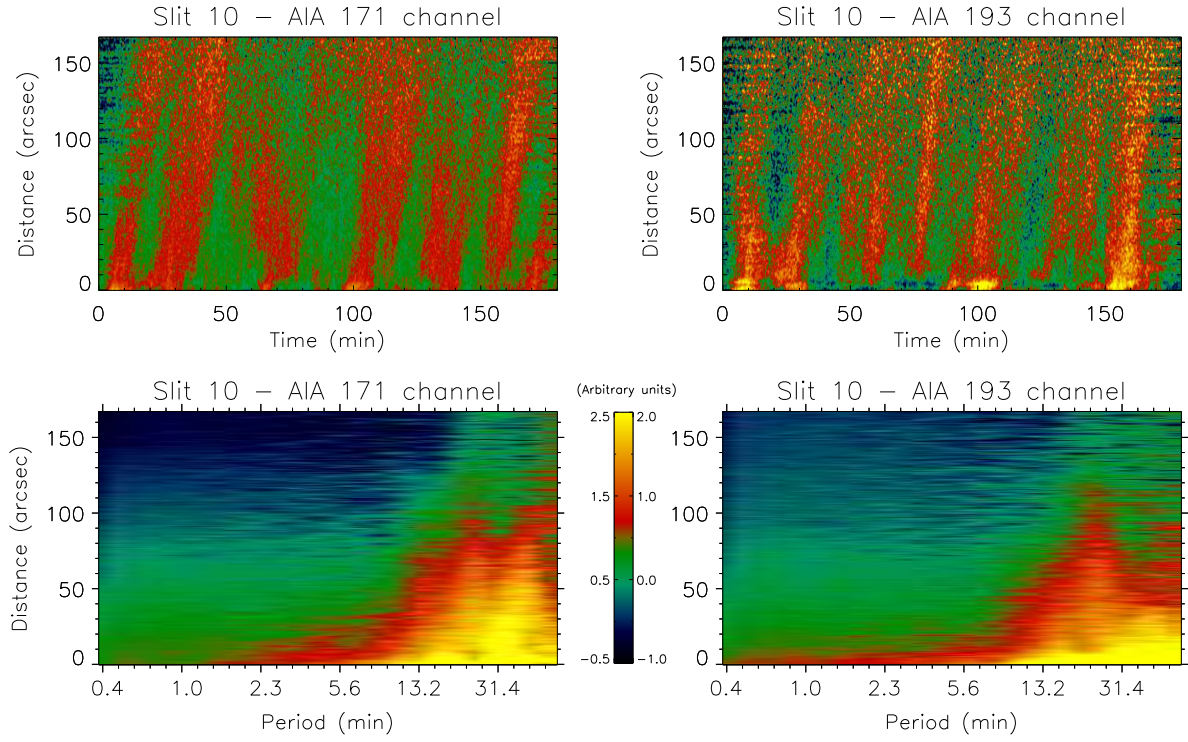 Slit 10 − AIA 171 channel
Distance (arcsec)
150
100
50
0
0 50 100 150
Time (min)
Slit 10 − AIA 193 channel
Distance (arcsec)
150
100
50
0
0 50 100 150
Time (min)
Slit 10 − AIA 171 channel
Distance (arcsec)
150
100
50
0
0.4 1.0 2.3 5.6 13.2 31.4
Period (min)
(Arbitrary units)
2.5 2.0
1.5 1.0
0.5 0.0
−0.5 −1.0
Slit 10 − AIA 193 channel
150
100
50
0
0.4 1.0 2.3 5.6 13.2 31.4
Period (min)